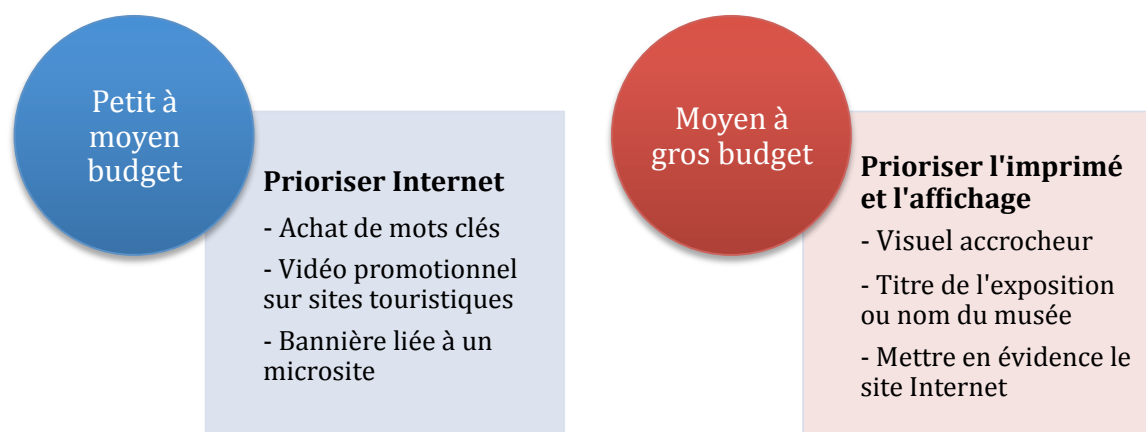 Petit à
moyen
budget
Prioriser Internet
- Achat de mots clés
- Vidéo promotionnel
sur sites touristiques
- Bannière liée à un
microsite
Moyen à
gros budget
Prioriser l'imprimé
et l'affichage
- Visuel accrocheur
- Titre de l'exposition
ou nom du musée
- Mettre en évidence le
site Internet